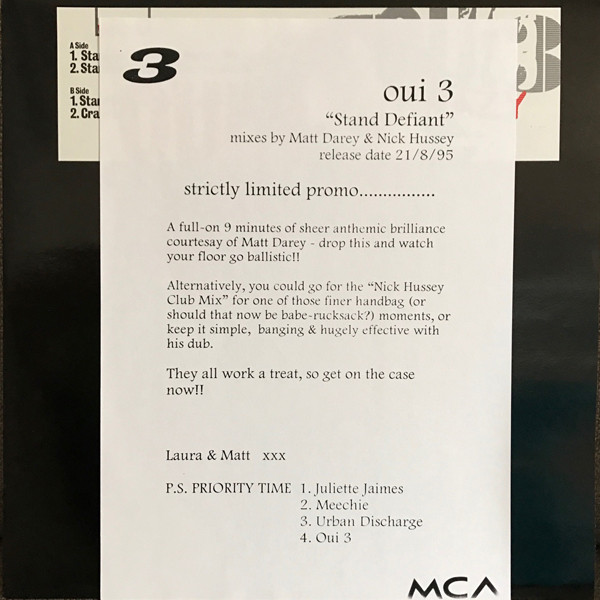 A Side
1. Sta
2. Sta
B Side
1. Sta
2. Cra
3
3
oui 3
“Stand Defiant”
mixes by Matt Darey & Nick Hussey
release date 21/8/95
strictly limited promo................
A full-on 9 minutes of sheer anthemic brilliance
courtesay of Matt Darey - drop this and watch
your floor go ballistic!!
Alternatively, you could go for the “Nick Hussey
Club Mix” for one of those finer handbag (or
should that now be babe-rucksack?) moments, or
keep it simple, banging & hugely effective with
his dub.
They all work a treat, so get on the case
now!!
Laura & Matt xxx
P.S. PRIORITY TIME 1. Juliette Jaimes
2. Meechie
3. Urban Discharge
4. Oui 3
MCA